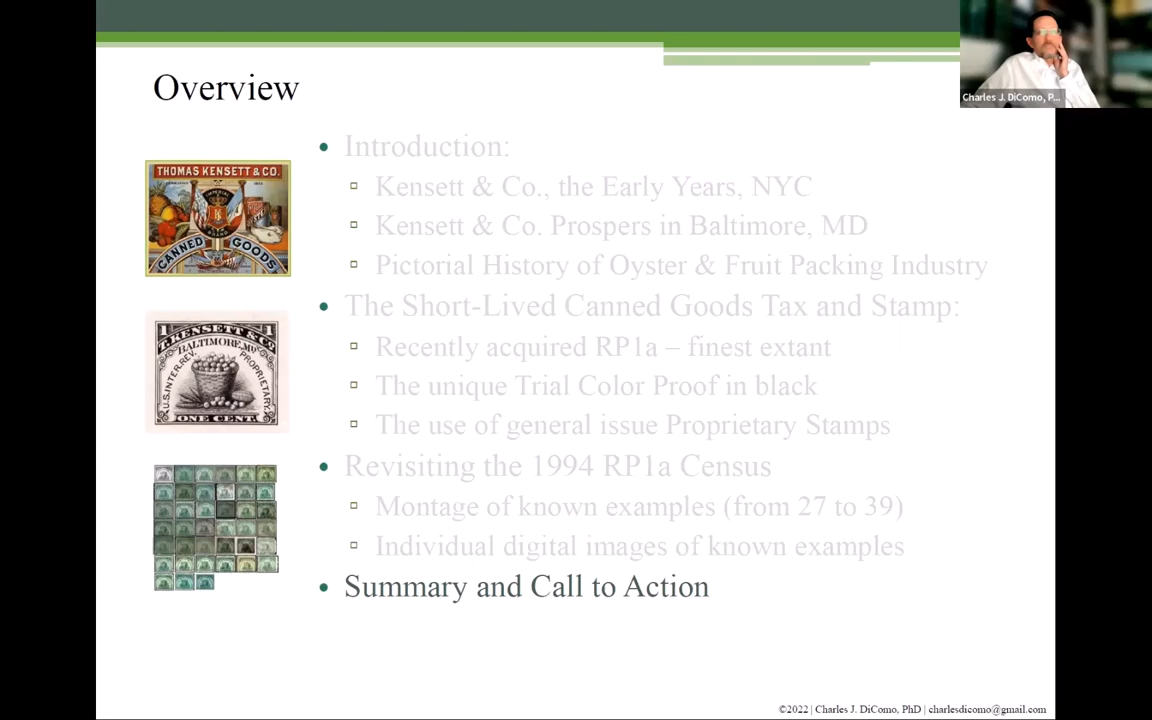 Charles J. DiComo, P...
Overview
• Introduction:
▫ Kensett & Co., the Early Years, NYC
▫ Kensett & Co. Prospers in Baltimore, MD
▫ Pictorial History of Oyster & Fruit Packing Industry
• The Short-Lived Canned Goods Tax and Stamp:
▫ Recently acquired RP1a – finest extant
▫ The unique Trial Color Proof in black
▫ The use of general issue Proprietary Stamps
• Revisiting the 1994 RP1a Census
▫ Montage of known examples (from 27 to 39)
▫ Individual digital images of known examples
• Summary and Call to Action
THOMAS KENSETT & CO.
CANNED GOODS
1 T. KENSETT & CO. 1
BALTIMORE, MD
U.S. INTER. REV. PROPRIETARY.
ONE CENT
©2022 | Charles J. DiComo, PhD | charlesdicomo@gmail.com